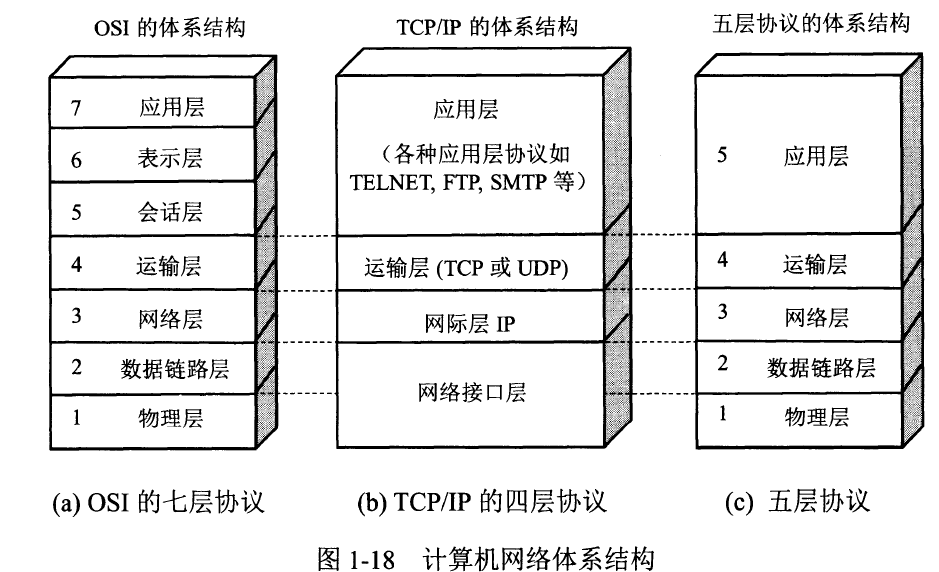 OSI 的体系结构
7 应用层
6 表示层
5 会话层
4 运输层
3 网络层
2 数据链路层
1 物理层
(a) OSI 的七层协议
TCP/IP 的体系结构
应用层
（各种应用层协议如
TELNET, FTP, SMTP 等）
运输层 (TCP 或 UDP)
网际层 IP
网络接口层
(b) TCP/IP 的四层协议
五层协议的体系结构
5 应用层
4 运输层
3 网络层
2 数据链路层
1 物理层
(c) 五层协议
图 1-18 计算机网络体系结构